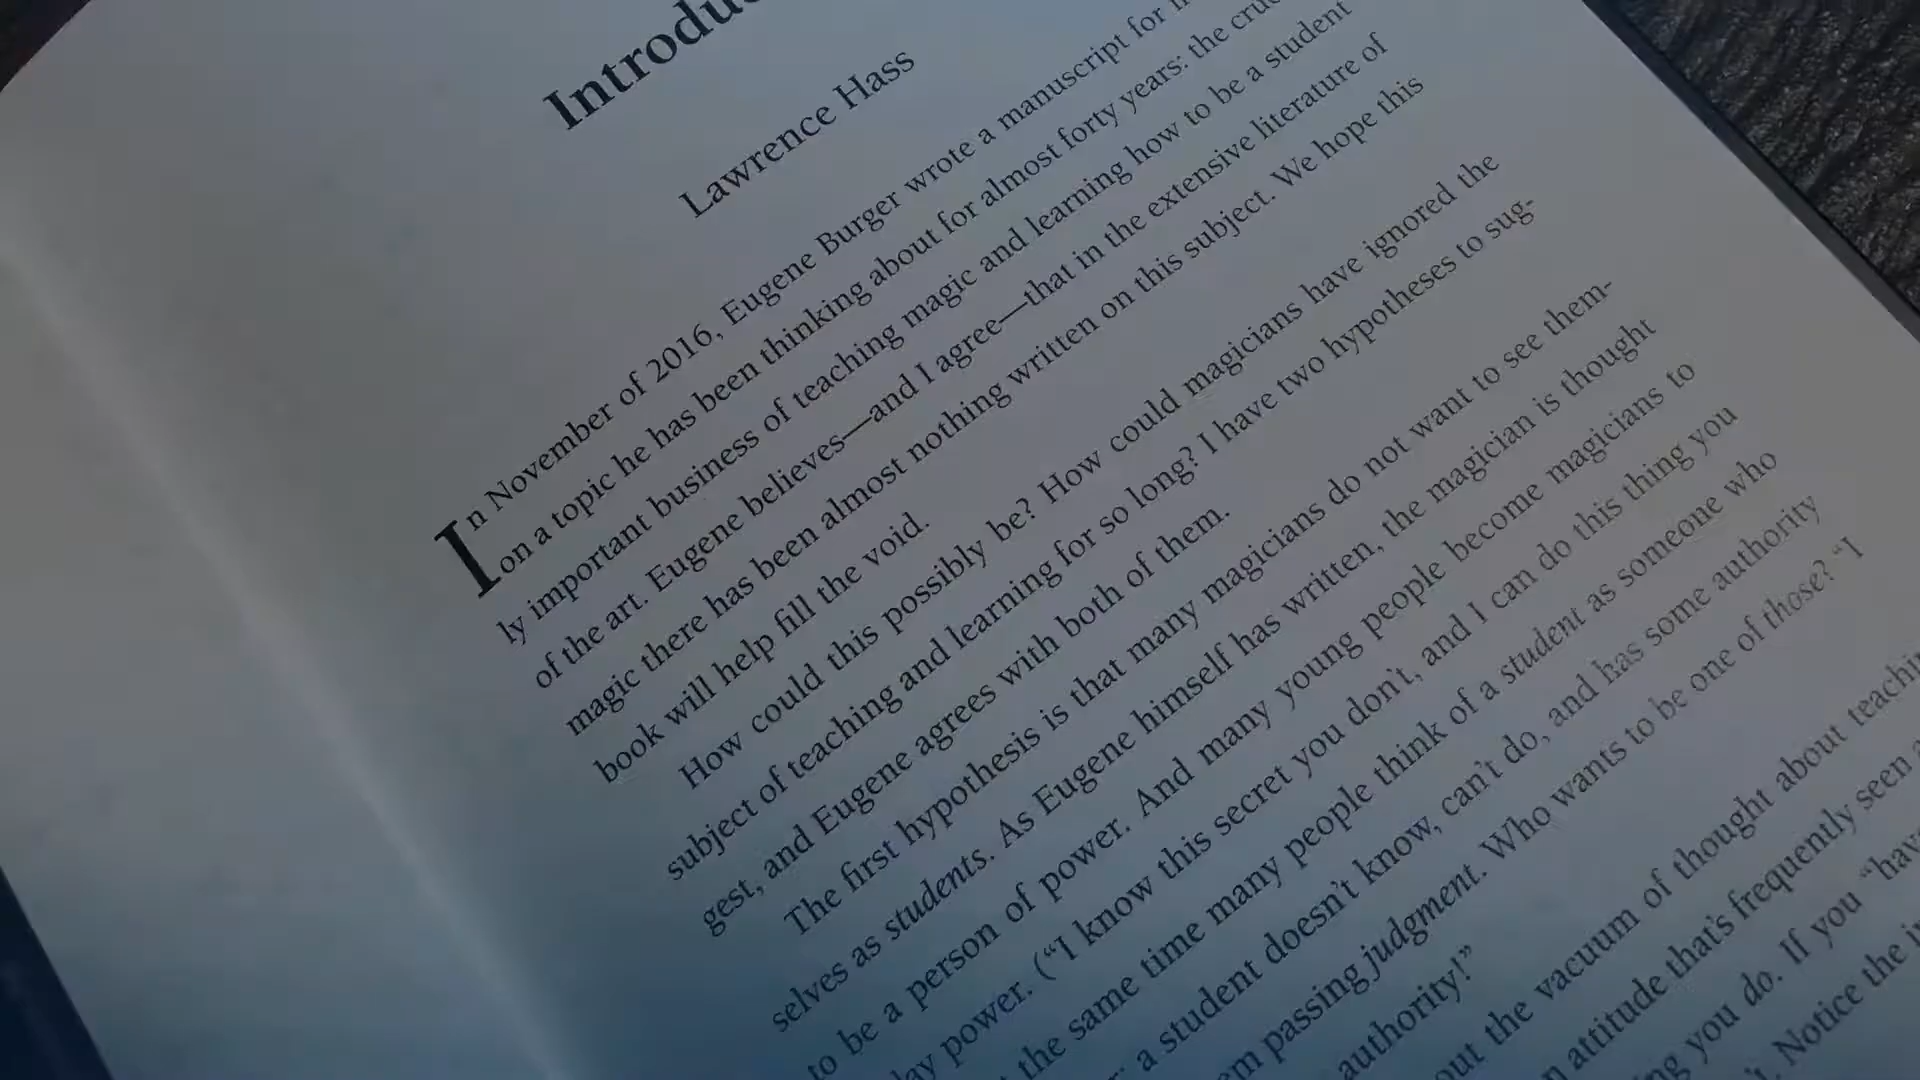 Introduc
Lawrence Hass
In November of 2016, Eugene Burger wrote a manuscript for
on a topic he has been thinking about for almost forty years: the cruc
ly important business of teaching magic and learning how to be a student
of the art. Eugene believes—and I agree—that in the extensive literature of
magic there has been almost nothing written on this subject. We hope this
book will help fill the void.
How could this possibly be? How could magicians have ignored the
subject of teaching and learning for so long? I have two hypotheses to sug-
gest, and Eugene agrees with both of them.
The first hypothesis is that many magicians do not want to see them-
selves as students. As Eugene himself has written, the magician is thought
to be a person of power. And many young people become magicians to
ay power. (“I know this secret you don’t, and I can do this thing you
the same time many people think of a student as someone who
: a student doesn’t know, can’t do, and has some authority
em passing judgment. Who wants to be one of those? “I
authority!”
out the vacuum of thought about teachin
n attitude that’s frequently seen
ng you do. If you “hav
. Notice the